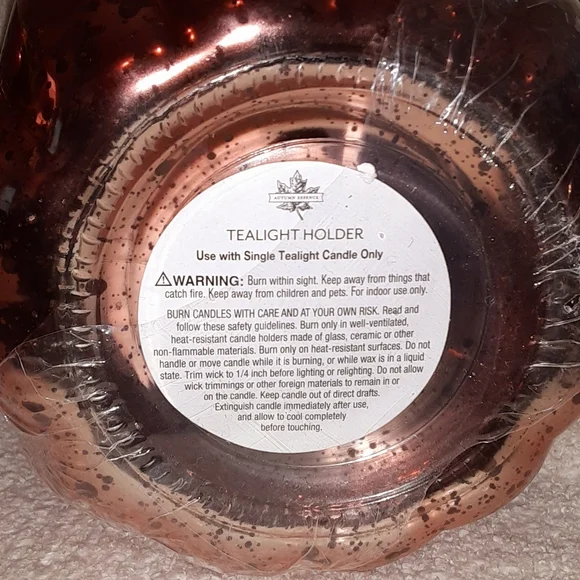 AUTUMN ESSENCE
TEALIGHT HOLDER
Use with Single Tealight Candle Only
⚠WARNING: Burn within sight. Keep away from things that
catch fire. Keep away from children and pets. For indoor use only.
BURN CANDLES WITH CARE AND AT YOUR OWN RISK. Read and
follow these safety guidelines. Burn only in well-ventilated,
heat-resistant candle holders made of glass, ceramic or other
non-flammable materials. Burn only on heat-resistant surfaces. Do not
handle or move candle while it is burning, or while wax is in a liquid
state. Trim wick to 1/4 inch before lighting or relighting. Do not allow
wick trimmings or other foreign materials to remain in or
on the candle. Keep candle out of direct drafts.
Extinguish candle immediately after use,
and allow to cool completely
before touching.